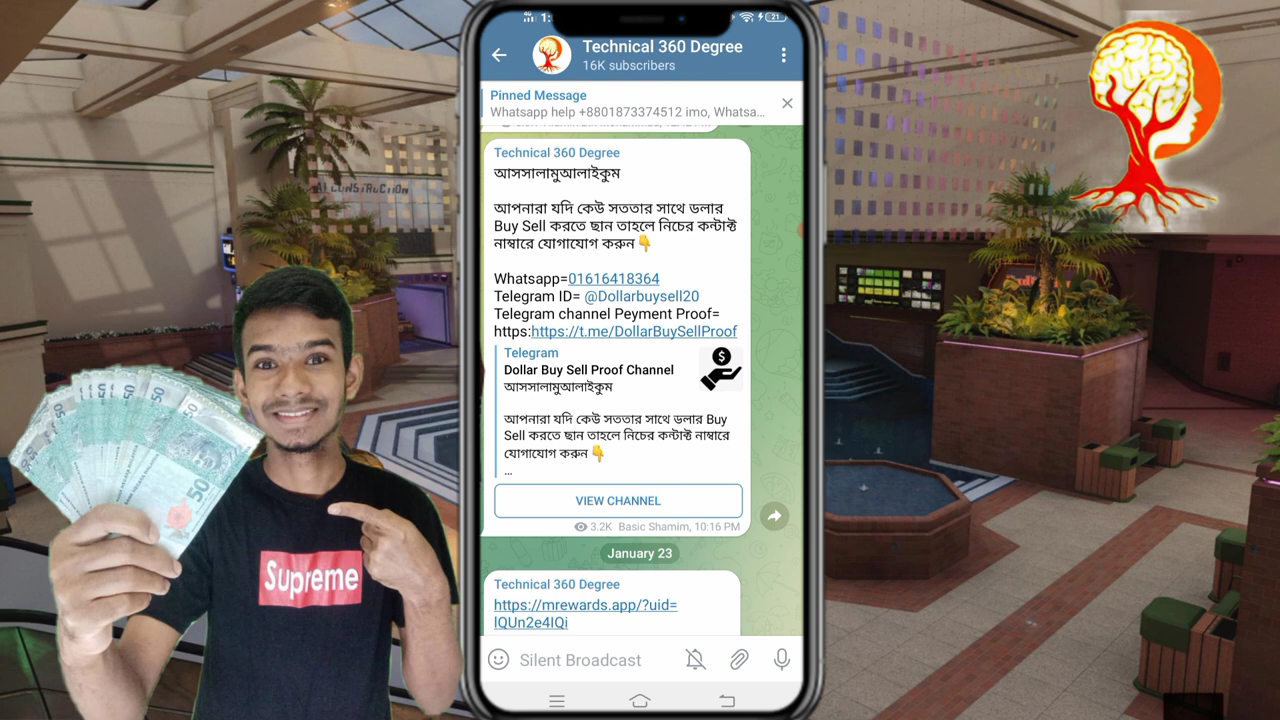 4G
1:
21
Technical 360 Degree
16K subscribers
Pinned Message
Whatsapp help +8801873374512 imo, Whatsa...
Technical 360 Degree
আসসালামুআলাইকুম
আপনারা যদি কেউ সততার সাথে ডলার
Buy Sell করতে ছান তাহলে নিচের কন্টাক্ট
নাম্বারে যোগাযোগ করুন👇
Whatsapp=01616418364
Telegram ID= @Dollarbuysell20
Telegram channel Peyment Proof=
https:https://t.me/DollarBuySellProof
Telegram
Dollar Buy Sell Proof Channel
আসসালামুআলাইকুম
আপনারা যদি কেউ সততার সাথে ডলার Buy
Sell করতে ছান তাহলে নিচের কন্টাক্ট নাম্বারে
যোগাযোগ করুন👇
...
VIEW CHANNEL
3.2K Basic Shamim, 10:16 PM
January 23
Technical 360 Degree
https://mrewards.app/?uid=
lQUn2e4lQi
Silent Broadcast
Supreme
50
50